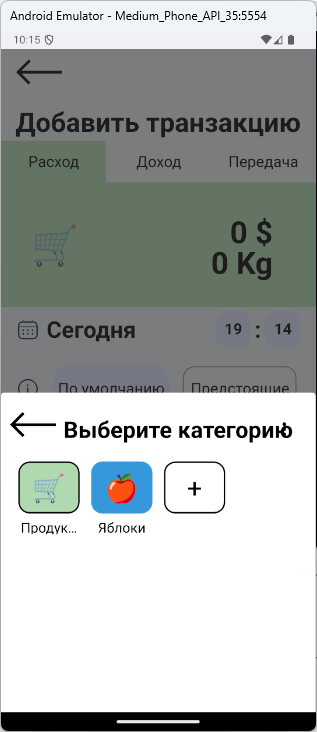 Android Emulator - Medium_Phone_API_35:5554
10:15
Добавить транзакцию
Расход Доход Передача
0 $
0 Kg
Сегодня 19 : 14
По умолчанию Предстоящие
Выберите категорию
+
Продук...
Яблоки